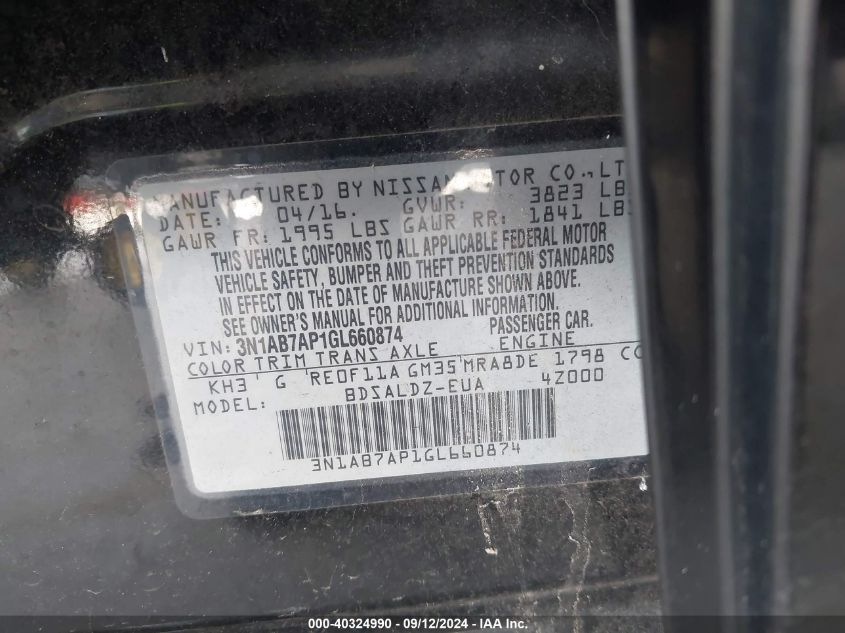 MANUFACTURED BY NISSAN MOTOR CO., LT
DATE: 04/16. GVWR: 3823 LB
GAWR FR: 1995 LBS GAWR RR: 1841 LBS
THIS VEHICLE CONFORMS TO ALL APPLICABLE FEDERAL MOTOR
VEHICLE SAFETY, BUMPER AND THEFT PREVENTION STANDARDS
IN EFFECT ON THE DATE OF MANUFACTURE SHOWN ABOVE.
SEE OWNER'S MANUAL FOR ADDITIONAL INFORMATION.
VIN: 3N1AB7AP1GL660874 PASSENGER CAR.
COLOR TRIM TRANS AXLE ENGINE
KH3 G RE0F11A GM35 MRA8DE 1798 CC
MODEL: BDSALDZ-EUA 4Z000
3N1AB7AP1GL660874
000-40324990 - 09/12/2024 - IAA Inc.